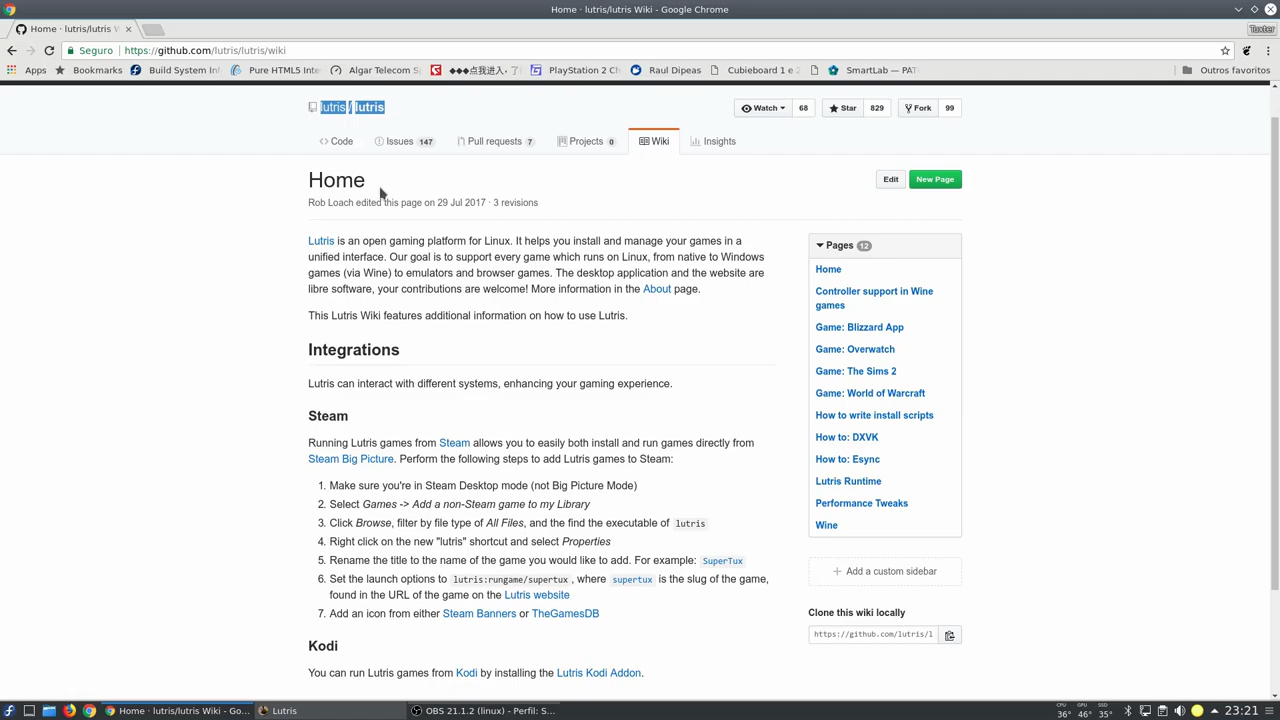 Home · lutris/lutris Wiki - Google Chrome
Home · lutris/lutris W
Tuxter
Seguro
https://github.com/lutris/lutris/wiki
Apps
Bookmarks
Build System In
Pure HTML5 Inte
Algar Telecom S
◆◆◆点我进入，了
PlayStation 2 Ch
Raul Dipeas
Cubieboard 1 e 2
SmartLab — PAT
Outros favoritos
lutris / lutris
Watch 68
Star 829
Fork 99
Code
Issues 147
Pull requests 7
Projects 0
Wiki
Insights
Home
Edit
New Page
Rob Loach edited this page on 29 Jul 2017 · 3 revisions
Lutris is an open gaming platform for Linux. It helps you install and manage your games in a
unified interface. Our goal is to support every game which runs on Linux, from native to Windows
games (via Wine) to emulators and browser games. The desktop application and the website are
libre software, your contributions are welcome! More information in the About page.
This Lutris Wiki features additional information on how to use Lutris.
Integrations
Lutris can interact with different systems, enhancing your gaming experience.
Steam
Running Lutris games from Steam allows you to easily both install and run games directly from
Steam Big Picture. Perform the following steps to add Lutris games to Steam:
1. Make sure you're in Steam Desktop mode (not Big Picture Mode)
2. Select Games -> Add a non-Steam game to my Library
3. Click Browse, filter by file type of All Files, and the find the executable of lutris
4. Right click on the new "lutris" shortcut and select Properties
5. Rename the title to the name of the game you would like to add. For example: SuperTux
6. Set the launch options to lutris:rungame/supertux, where supertux is the slug of the game,
found in the URL of the game on the Lutris website
7. Add an icon from either Steam Banners or TheGamesDB
Kodi
You can run Lutris games from Kodi by installing the Lutris Kodi Addon.
Pages 12
Home
Controller support in Wine
games
Game: Blizzard App
Game: Overwatch
Game: The Sims 2
Game: World of Warcraft
How to write install scripts
How to: DXVK
How to: Esync
Lutris Runtime
Performance Tweaks
Wine
Add a custom sidebar
Clone this wiki locally
https://github.com/lutris/l
Home · lutris/lutris Wiki - Go...
Lutris
OBS 21.1.2 (linux) - Perfil: S...
CPU 36°
GPU 46°
SSD 35°
23:21